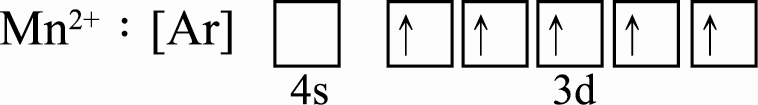 Mn²⁺ : [Ar] ↑ ↑ ↑ ↑ ↑
4s 3d